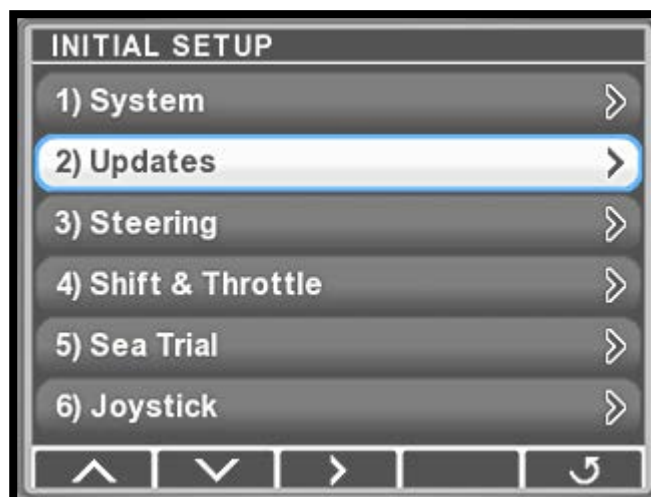 INITIAL SETUP
1) System
2) Updates
3) Steering
4) Shift & Throttle
5) Sea Trial
6) Joystick